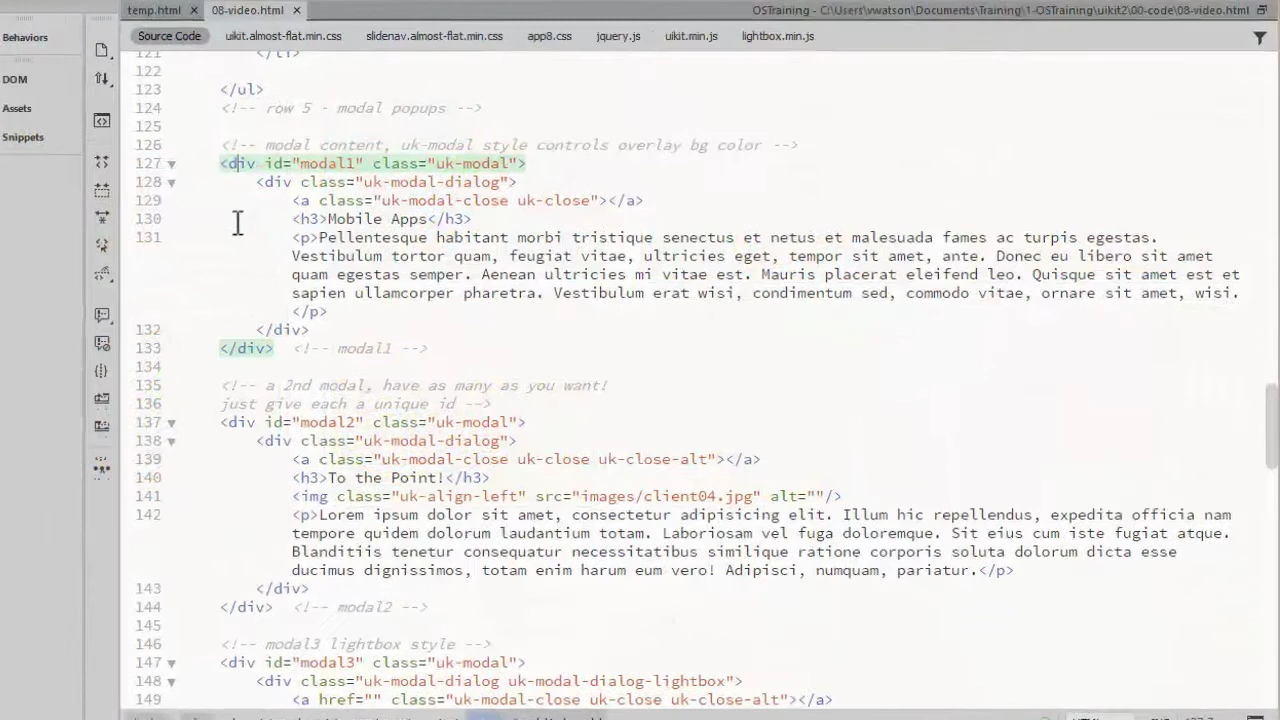 temp.html × 08-video.html × OSTraining - C:\Users\vwatson\Documents\Training\1-OSTraining\uikit2\00-code\08-video.html
Behaviors
DOM
Assets
Snippets
Source Code uikit.almost-flat.min.css slidenav.almost-flat.min.css app8.css jquery.js uikit.min.js lightbox.min.js
121 </li>
122
123 </ul>
124 <!-- row 5 - modal popups -->
125
126 <!-- modal content, uk-modal style controls overlay bg color -->
127 <div id="modal1" class="uk-modal">
128 <div class="uk-modal-dialog">
129 <a class="uk-modal-close uk-close"></a>
130 <h3>Mobile Apps</h3>
131 <p>Pellentesque habitant morbi tristique senectus et netus et malesuada fames ac turpis egestas.
Vestibulum tortor quam, feugiat vitae, ultricies eget, tempor sit amet, ante. Donec eu libero sit amet
quam egestas semper. Aenean ultricies mi vitae est. Mauris placerat eleifend leo. Quisque sit amet est et
sapien ullamcorper pharetra. Vestibulum erat wisi, condimentum sed, commodo vitae, ornare sit amet, wisi.
</p>
132 </div>
133 </div> <!-- modal1 -->
134
135 <!-- a 2nd modal, have as many as you want!
136 just give each a unique id -->
137 <div id="modal2" class="uk-modal">
138 <div class="uk-modal-dialog">
139 <a class="uk-modal-close uk-close uk-close-alt"></a>
140 <h3>To the Point!</h3>
141 <img class="uk-align-left" src="images/client04.jpg" alt=""/>
142 <p>Lorem ipsum dolor sit amet, consectetur adipisicing elit. Illum hic repellendus, expedita officia nam
tempore quidem dolorum laudantium totam. Laboriosam vel fuga doloremque. Sit eius cum iste fugiat atque.
Blanditiis tenetur consequatur necessitatibus similique ratione corporis soluta dolorum dicta esse
ducimus dignissimos, totam enim harum eum vero! Adipisci, numquam, pariatur.</p>
143 </div>
144 </div> <!-- modal2 -->
145
146 <!-- modal3 lightbox style -->
147 <div id="modal3" class="uk-modal">
148 <div class="uk-modal-dialog uk-modal-dialog-lightbox">
149 <a href="" class="uk-modal-close uk-close uk-close-alt"></a>